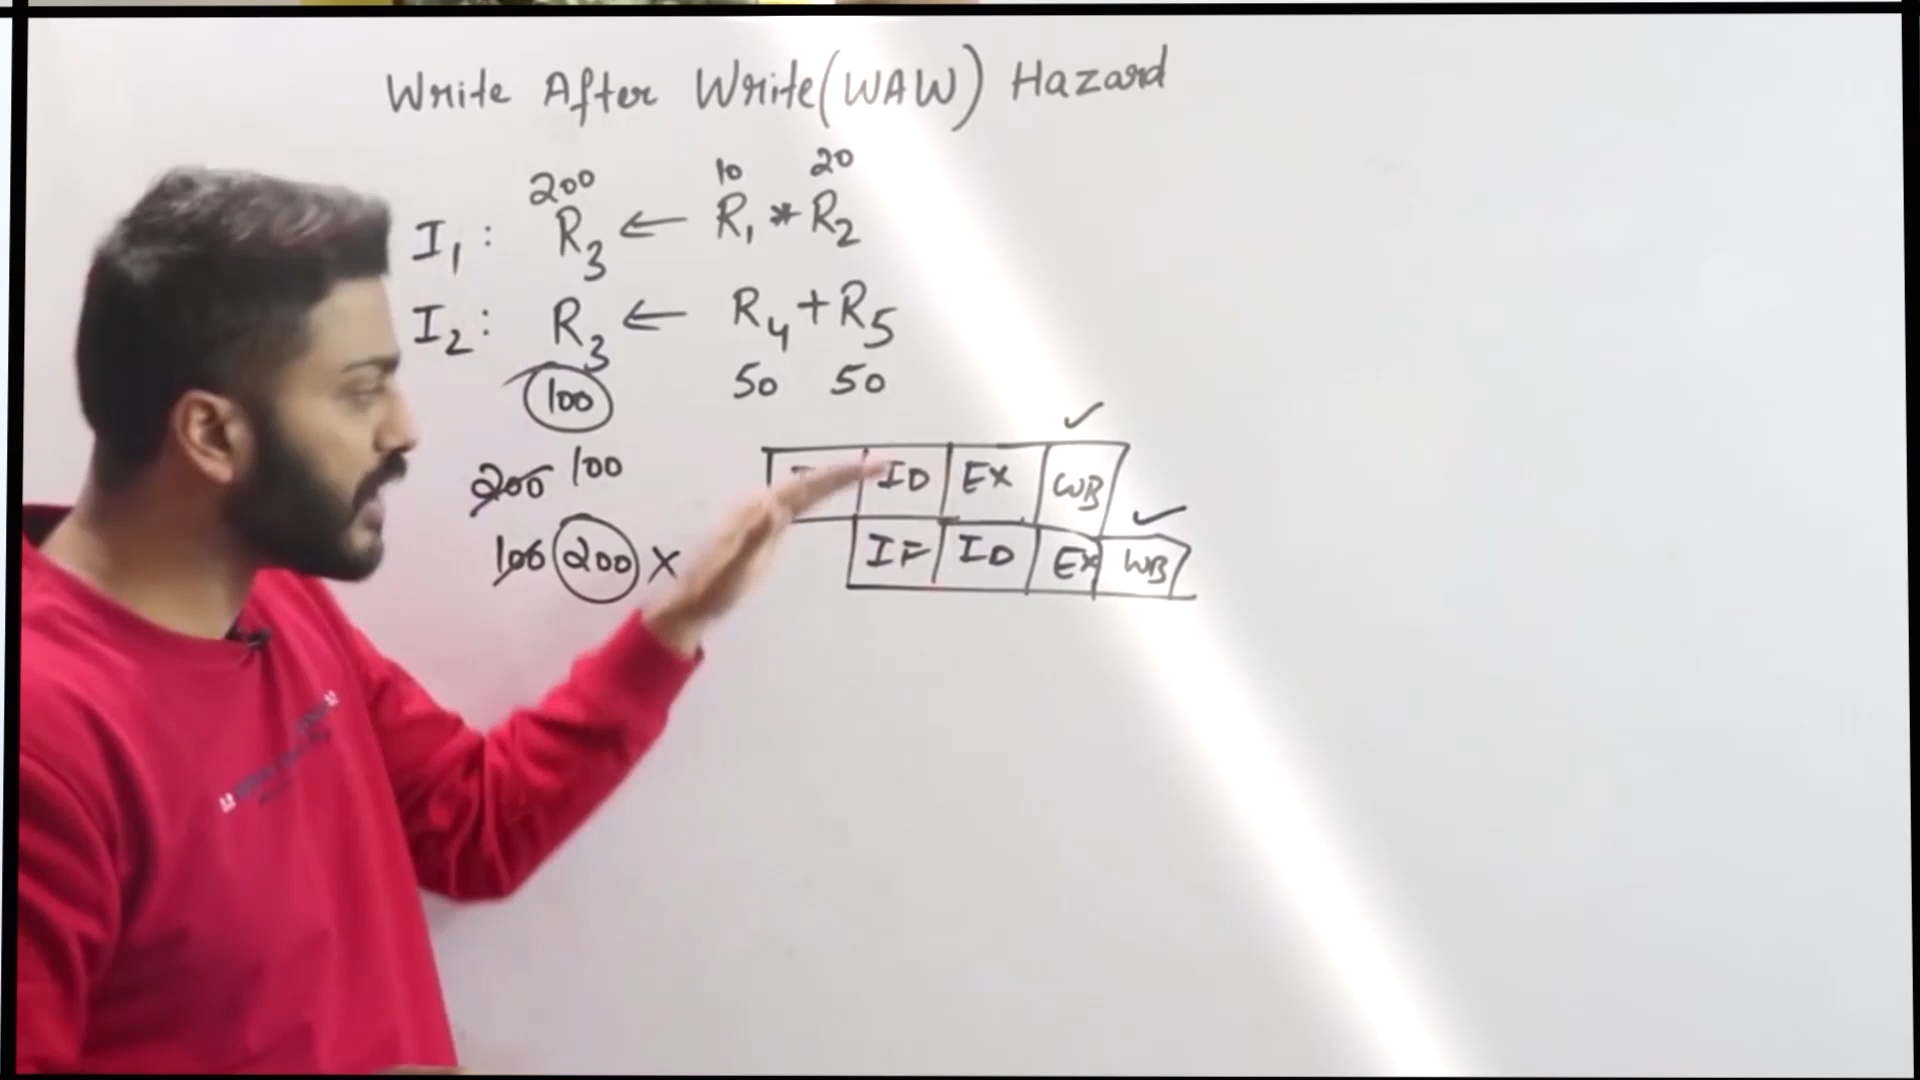 Write After Write (WAW) Hazard
200 10 20
I1 : R3 ← R1 * R2
I2 : R3 ← R4 + R5
100 50 50
200 100
100 200 X
ID EX WB
IF ID EX WB